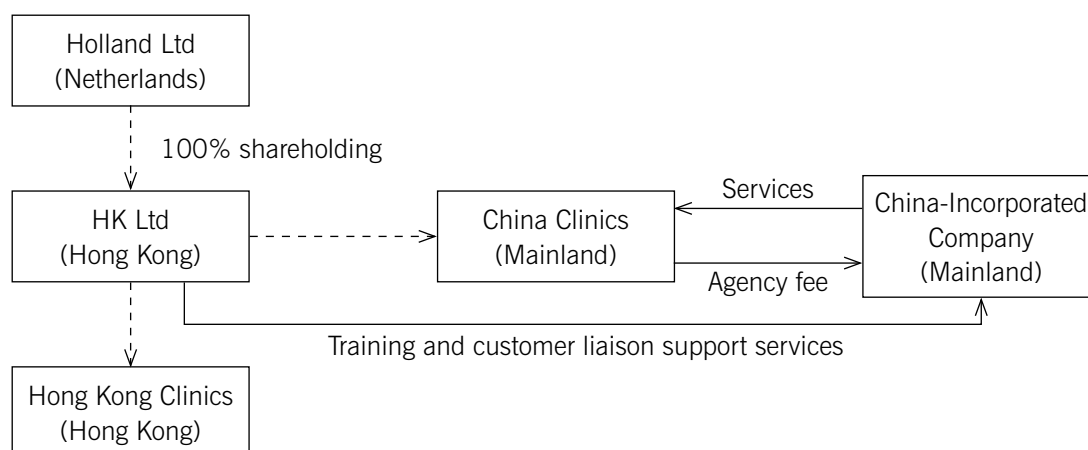 Holland Ltd
(Netherlands)
100% shareholding
HK Ltd
(Hong Kong)
China Clinics
(Mainland)
Services
Agency fee
China-Incorporated
Company
(Mainland)
Training and customer liaison support services
Hong Kong Clinics
(Hong Kong)